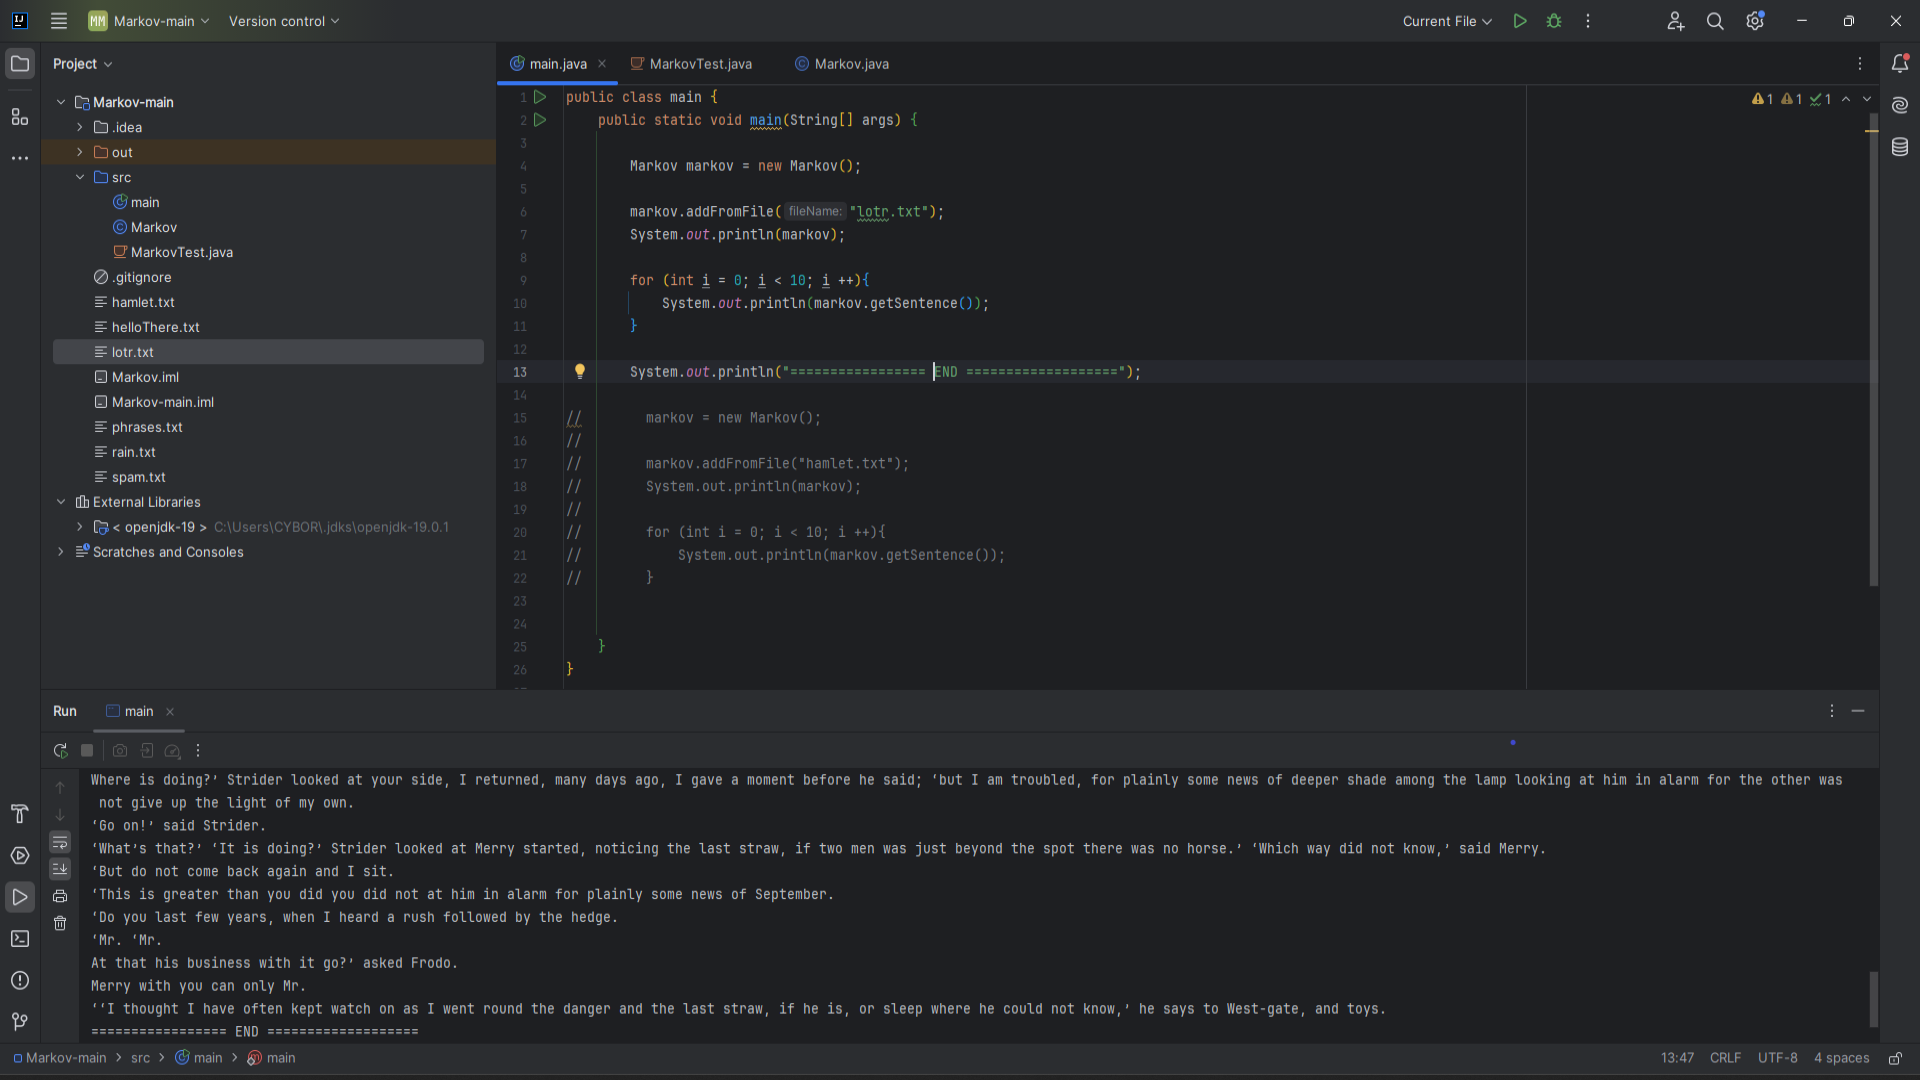 MM Markov-main Version control Current File
Project
main.java MarkovTest.java Markov.java
Markov-main
.idea
out
src
main
Markov
MarkovTest.java
.gitignore
hamlet.txt
helloThere.txt
lotr.txt
Markov.iml
Markov-main.iml
phrases.txt
rain.txt
spam.txt
External Libraries
< openjdk-19 > C:\Users\CYBOR\.jdks\openjdk-19.0.1
Scratches and Consoles
1 1 1
1 public class main {
2 public static void main(String[] args) {
3
4 Markov markov = new Markov();
5
6 markov.addFromFile( fileName: "lotr.txt");
7 System.out.println(markov);
8
9 for (int i = 0; i < 10; i ++){
10 System.out.println(markov.getSentence());
11 }
12
13 System.out.println("================= END ===================");
14
15 // markov = new Markov();
16 //
17 // markov.addFromFile("hamlet.txt");
18 // System.out.println(markov);
19 //
20 // for (int i = 0; i < 10; i ++){
21 // System.out.println(markov.getSentence());
22 // }
23
24
25 }
26 }
Run main
Where is doing?’ Strider looked at your side, I returned, many days ago, I gave a moment before he said; ‘but I am troubled, for plainly some news of deeper shade among the lamp looking at him in alarm for the other was
not give up the light of my own.
‘Go on!’ said Strider.
‘What’s that?’ ‘It is doing?’ Strider looked at Merry started, noticing the last straw, if two men was just beyond the spot there was no horse.’ ‘Which way did not know,’ said Merry.
‘But do not come back again and I sit.
‘This is greater than you did you did not at him in alarm for plainly some news of September.
‘Do you last few years, when I heard a rush followed by the hedge.
‘Mr. ‘Mr.
At that his business with it go?’ asked Frodo.
Merry with you can only Mr.
‘‘I thought I have often kept watch on as I went round the danger and the last straw, if he is, or sleep where he could not know,’ he says to West-gate, and toys.
================= END ===================
Markov-main > src > main > main 13:47 CRLF UTF-8 4 spaces